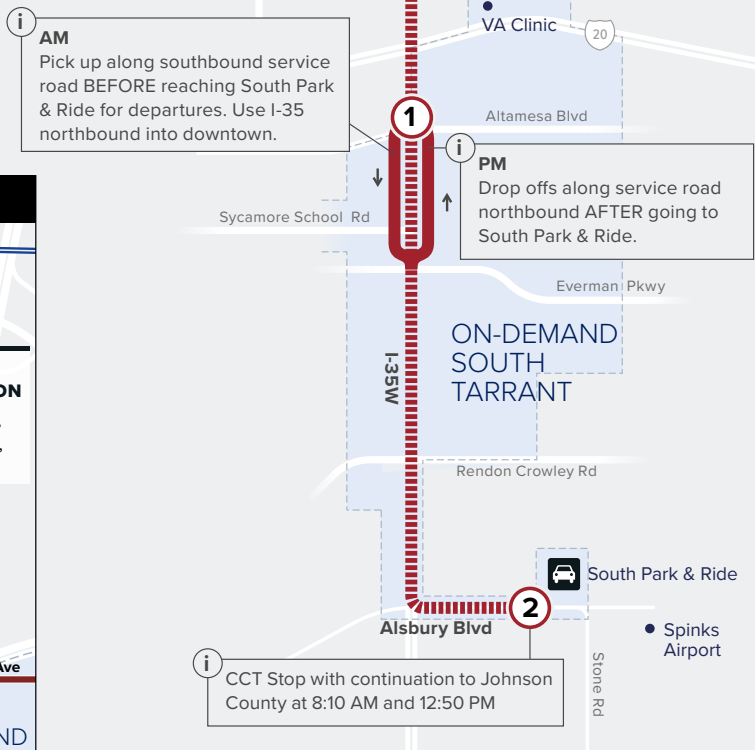 VA Clinic
20
i
AM
Pick up along southbound service
road BEFORE reaching South Park
& Ride for departures. Use I-35
northbound into downtown.
1
Altamesa Blvd
i
PM
Drop offs along service road
northbound AFTER going to
South Park & Ride.
Sycamore School Rd
Everman Pkwy
ON-DEMAND
SOUTH
TARRANT
I-35W
ON
Rendon Crowley Rd
South Park & Ride
2
Alsbury Blvd
Spinks
Airport
i
CCT Stop with continuation to Johnson
County at 8:10 AM and 12:50 PM
Stone Rd
Ave
ND